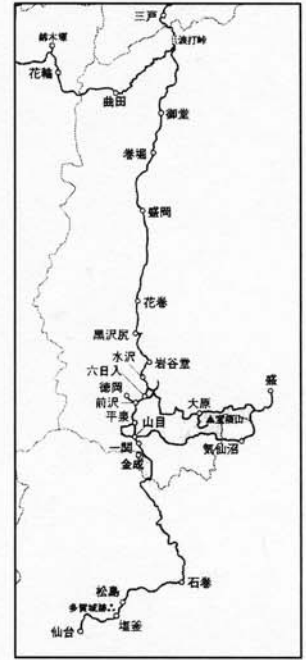 三戸
錦木塚
浪打峠
花輪
曲田
御堂
巻堀
盛岡
花巻
黒沢尻
水沢
岩谷堂
六日入
徳岡
盛
前沢
大原
▲室根山
平泉
山目
一関
気仙沼
金成
石巻
松島
多賀城跡∴
塩釜
仙台